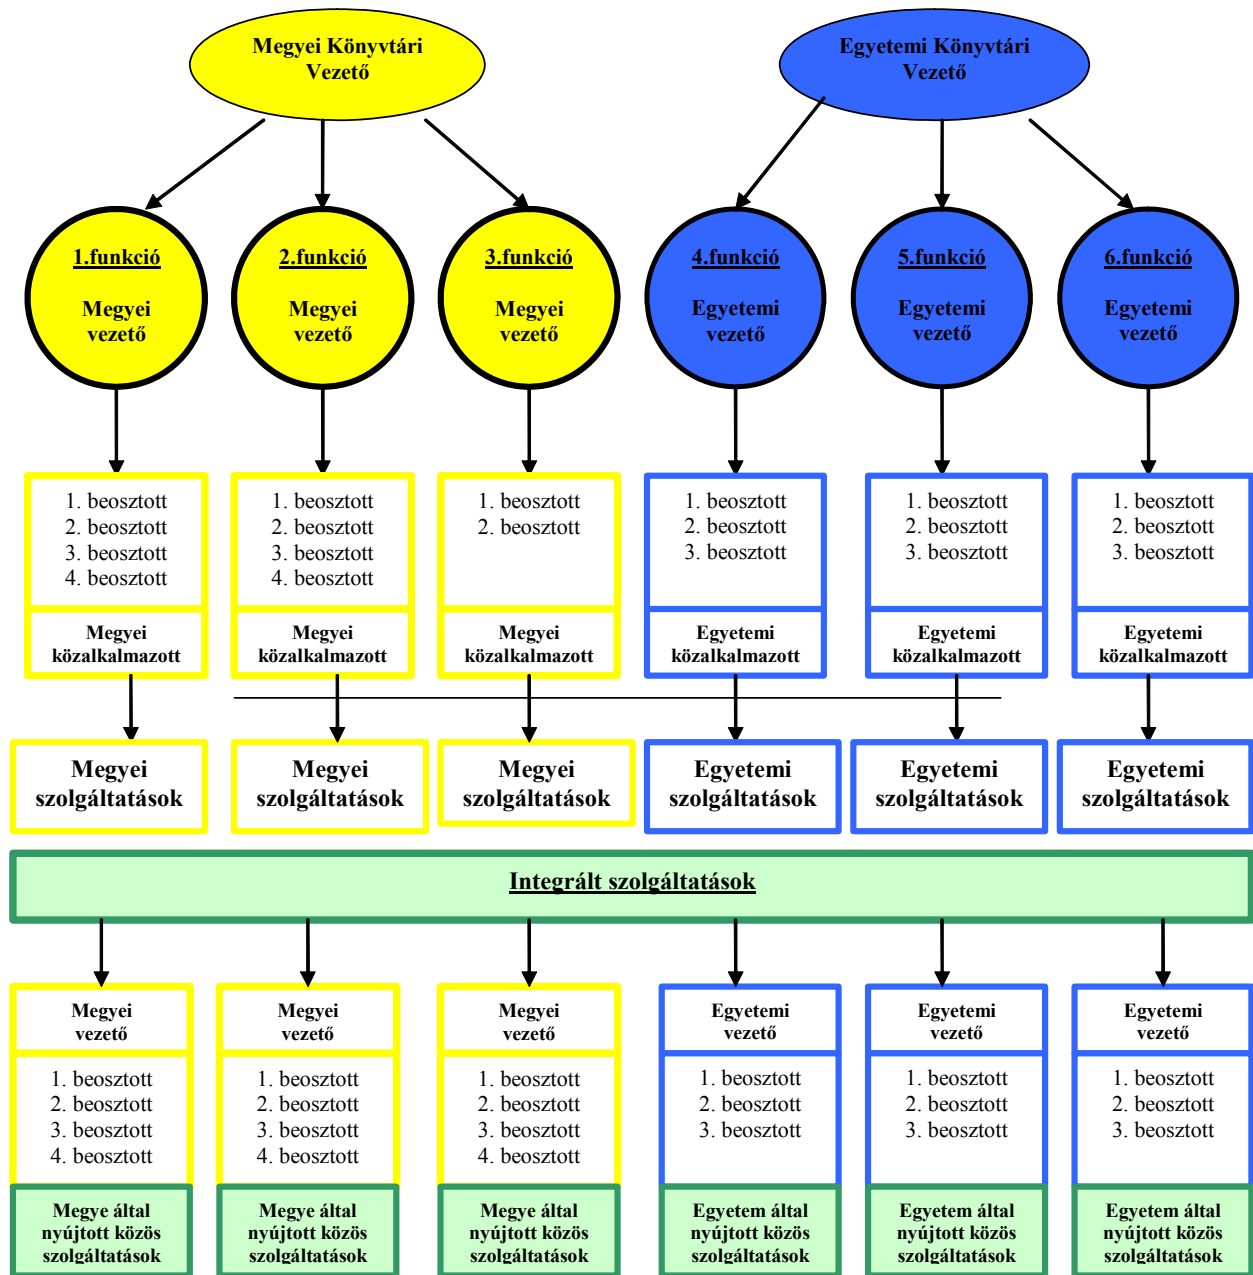 Megyei Könyvtári
Vezető
Egyetemi Könyvtári
Vezető
1.funkció
Megyei
vezető
2.funkció
Megyei
vezető
3.funkció
Megyei
vezető
4.funkció
Egyetemi
vezető
5.funkció
Egyetemi
vezető
6.funkció
Egyetemi
vezető
1. beosztott
2. beosztott
3. beosztott
4. beosztott
Megyei
közalkalmazott
1. beosztott
2. beosztott
3. beosztott
4. beosztott
Megyei
közalkalmazott
1. beosztott
2. beosztott
Megyei
közalkalmazott
1. beosztott
2. beosztott
3. beosztott
Egyetemi
közalkalmazott
1. beosztott
2. beosztott
3. beosztott
Egyetemi
közalkalmazott
1. beosztott
2. beosztott
3. beosztott
Egyetemi
közalkalmazott
Megyei
szolgáltatások
Megyei
szolgáltatások
Megyei
szolgáltatások
Egyetemi
szolgáltatások
Egyetemi
szolgáltatások
Egyetemi
szolgáltatások
Integrált szolgáltatások
Megyei
vezető
1. beosztott
2. beosztott
3. beosztott
4. beosztott
Megye által
nyújtott közös
szolgáltatások
Megyei
vezető
1. beosztott
2. beosztott
3. beosztott
4. beosztott
Megye által
nyújtott közös
szolgáltatások
Megyei
vezető
1. beosztott
2. beosztott
3. beosztott
4. beosztott
Megye által
nyújtott közös
szolgáltatások
Egyetemi
vezető
1. beosztott
2. beosztott
3. beosztott
Egyetem által
nyújtott közös
szolgáltatások
Egyetemi
vezető
1. beosztott
2. beosztott
3. beosztott
Egyetem által
nyújtott közös
szolgáltatások
Egyetemi
vezető
1. beosztott
2. beosztott
3. beosztott
Egyetem által
nyújtott közös
szolgáltatások